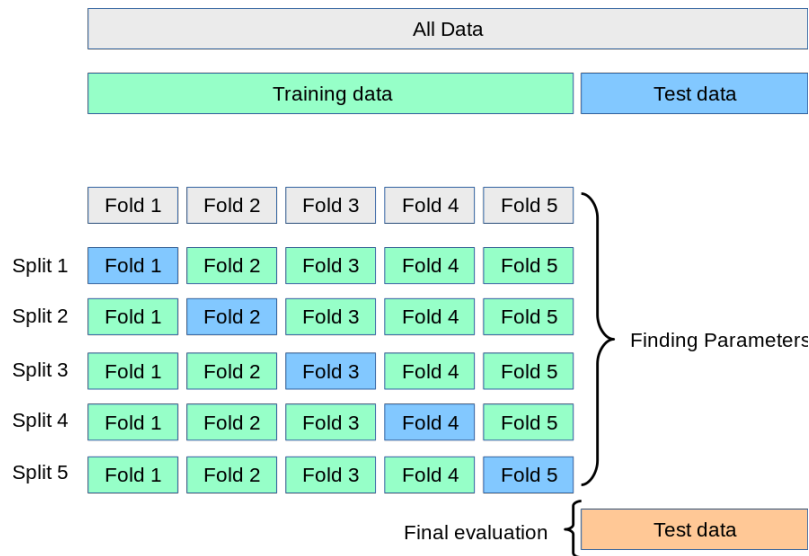 All Data
Training data Test data
Fold 1 Fold 2 Fold 3 Fold 4 Fold 5
Split 1 Fold 1 Fold 2 Fold 3 Fold 4 Fold 5
Split 2 Fold 1 Fold 2 Fold 3 Fold 4 Fold 5
Finding Parameters
Split 3 Fold 1 Fold 2 Fold 3 Fold 4 Fold 5
Split 4 Fold 1 Fold 2 Fold 3 Fold 4 Fold 5
Split 5 Fold 1 Fold 2 Fold 3 Fold 4 Fold 5
Final evaluation Test data